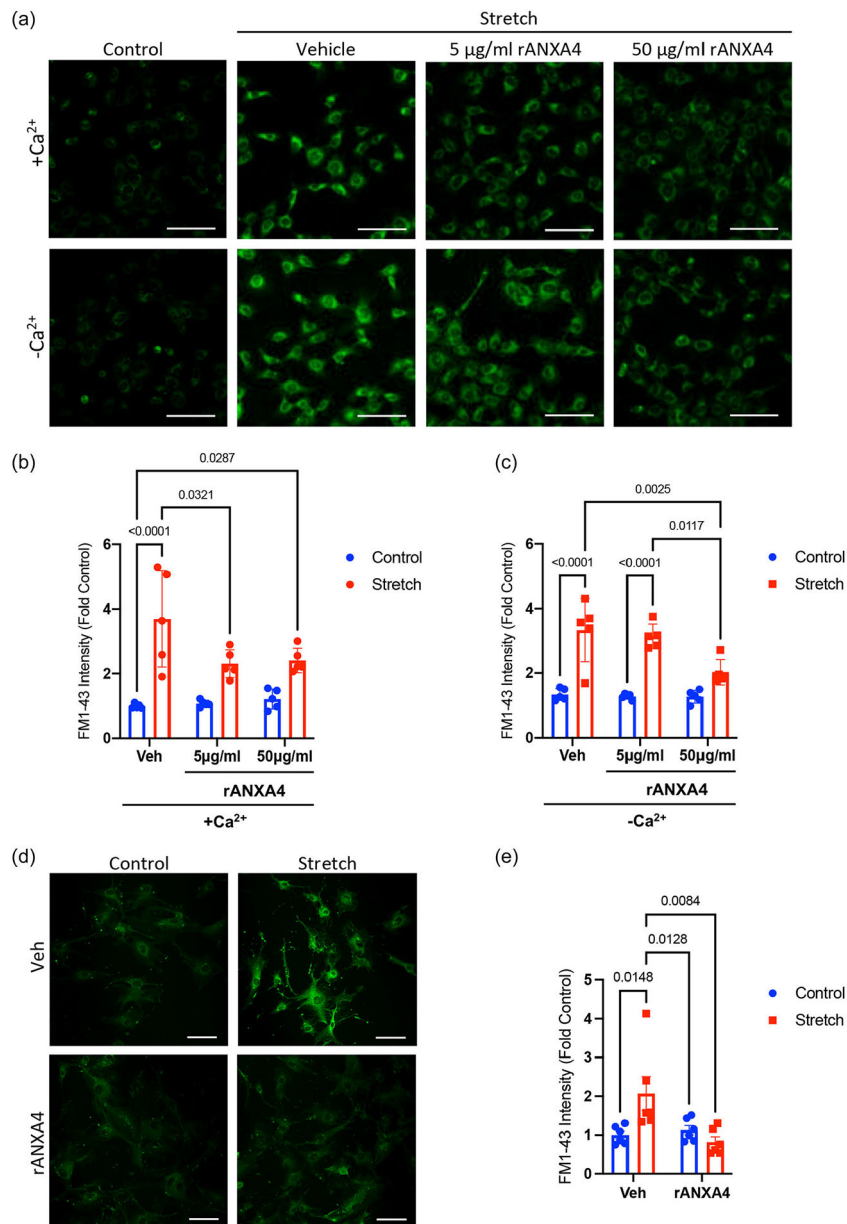 (a)
Stretch
Control Vehicle 5 µg/ml rANXA4 50 µg/ml rANXA4
+Ca²⁺
-Ca²⁺
(b)
0.0287
0.0321
<0.0001
Control
Stretch
FM1-43 Intensity (Fold Control)
6
4
2
0
Veh 5µg/ml 50µg/ml
rANXA4
+Ca²⁺
(c)
0.0025
0.0117
<0.0001 <0.0001
Control
Stretch
FM1-43 Intensity (Fold Control)
6
4
2
0
Veh 5µg/ml 50µg/ml
rANXA4
-Ca²⁺
(d)
Control Stretch
Veh
rANXA4
(e)
0.0084
0.0128
0.0148
Control
Stretch
FM1-43 Intensity (Fold Control)
5
4
3
2
1
0
Veh rANXA4